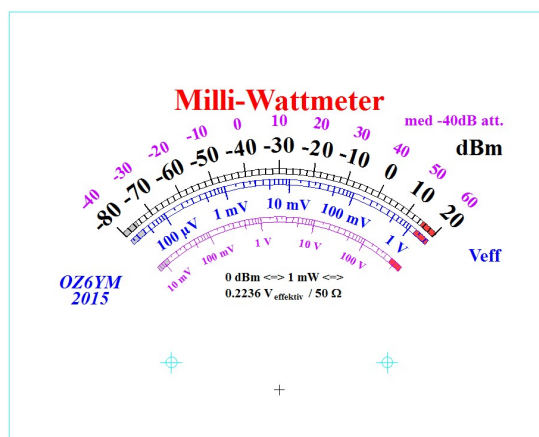 Milli-Wattmeter
med -40dB att.
-40 -30 -20 -10 0 10 20 30 40 50 60
dBm
-80 -70 -60 -50 -40 -30 -20 -10 0 10 20
100 µV 1 mV 10 mV 100 mV 1 V
Veff
10 mV 100 mV 1 V 10 V 100 V
OZ6YM
2015
0 dBm <=> 1 mW <=>
0.2236 Veffektiv / 50 Ω